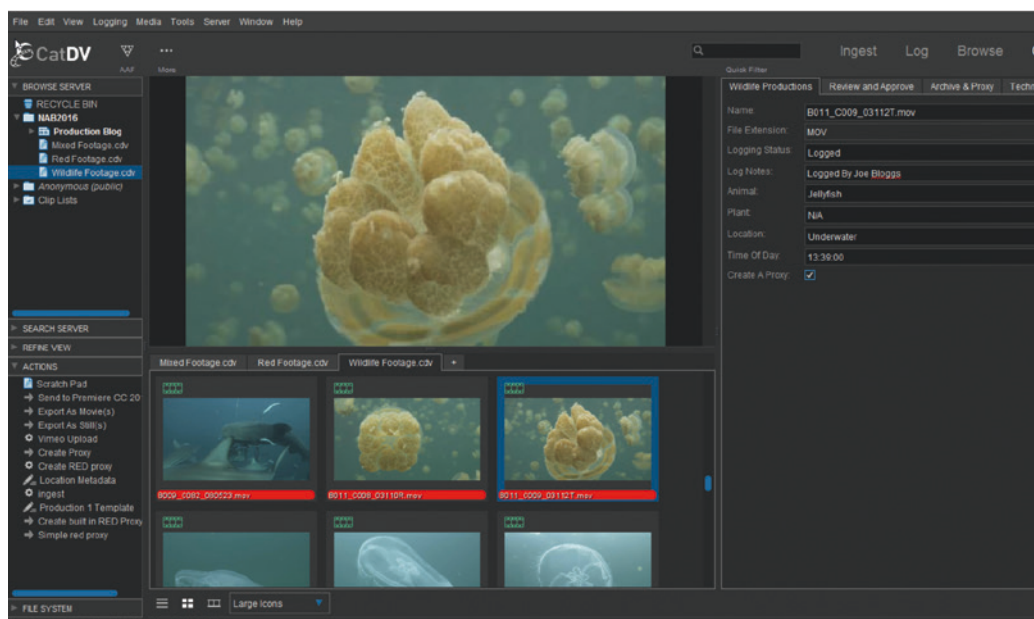 File Edit View Logging Media Tools Server Window Help
CatDV
AAF
More
Quick Filter
Ingest Log Browse
BROWSE SERVER
RECYCLE BIN
NAB2016
Production Blog
Mixed Footage.cdv
Red Footage.cdv
Wildlife Footage.cdv
Anonymous (public)
Clip Lists
SEARCH SERVER
REFINE VIEW
ACTIONS
Scratch Pad
Send to Premiere CC 20
Export As Movie(s)
Export As Still(s)
Vimeo Upload
Create Proxy
Create RED proxy
Location Metadata
ingest
Production 1 Template
Create built in RED Proxy
Simple red proxy
FILE SYSTEM
Mixed Footage.cdv Red Footage.cdv Wildlife Footage.cdv +
B009_C082_080523.mov B011_C008_03110R.mov B011_C009_03112T.mov
Large Icons
Wildlife Productions Review and Approve Archive & Proxy Techn
Name: B011_C009_03112T.mov
File Extension: MOV
Logging Status: Logged
Log Notes: Logged By Joe Bloggs
Animal: Jellyfish
Plant: N/A
Location: Underwater
Time Of Day: 13:39:00
Create A Proxy: